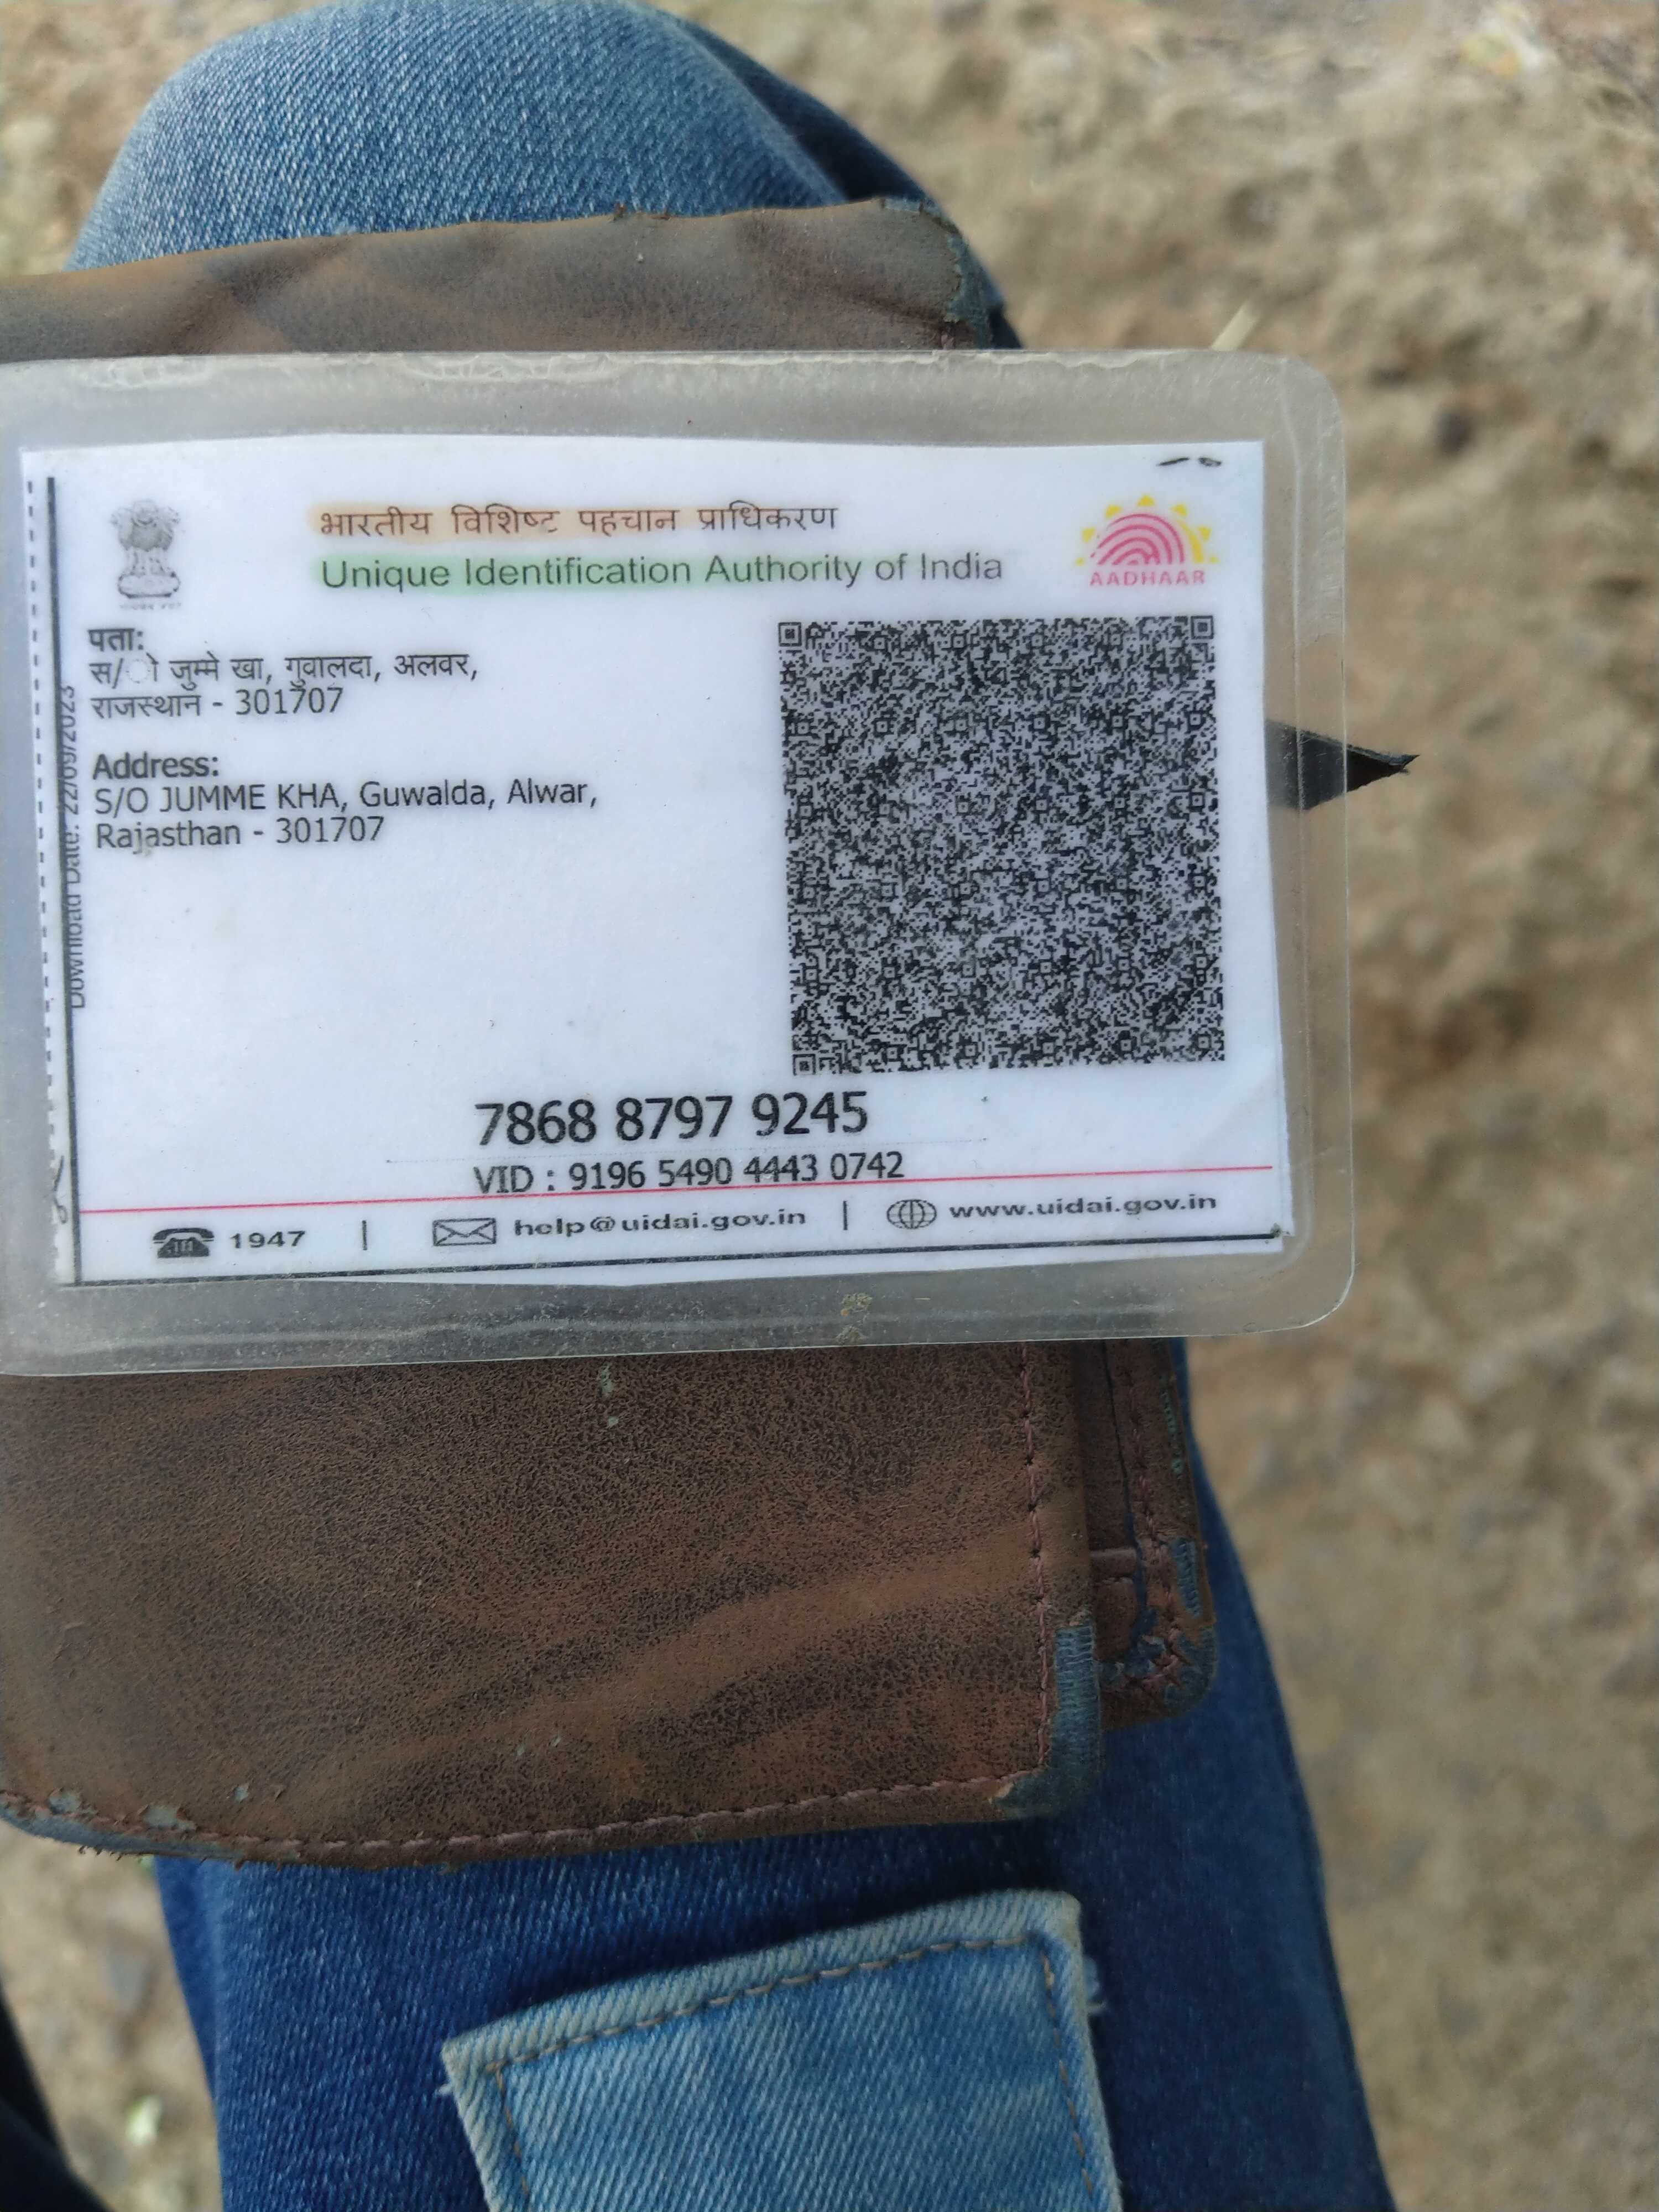 भारतीय विशिष्ट पहचान प्राधिकरण
Unique Identification Authority of India
AADHAAR
पता:
स/ो जुम्मे खा, गुवालदा, अलवर,
राजस्थान - 301707
Address:
S/O JUMME KHA, Guwalda, Alwar,
Rajasthan - 301707
Download Date: 22/09/2023
7868 8797 9245
VID : 9196 5490 4443 0742
1947 | help@uidai.gov.in | www.uidai.gov.in